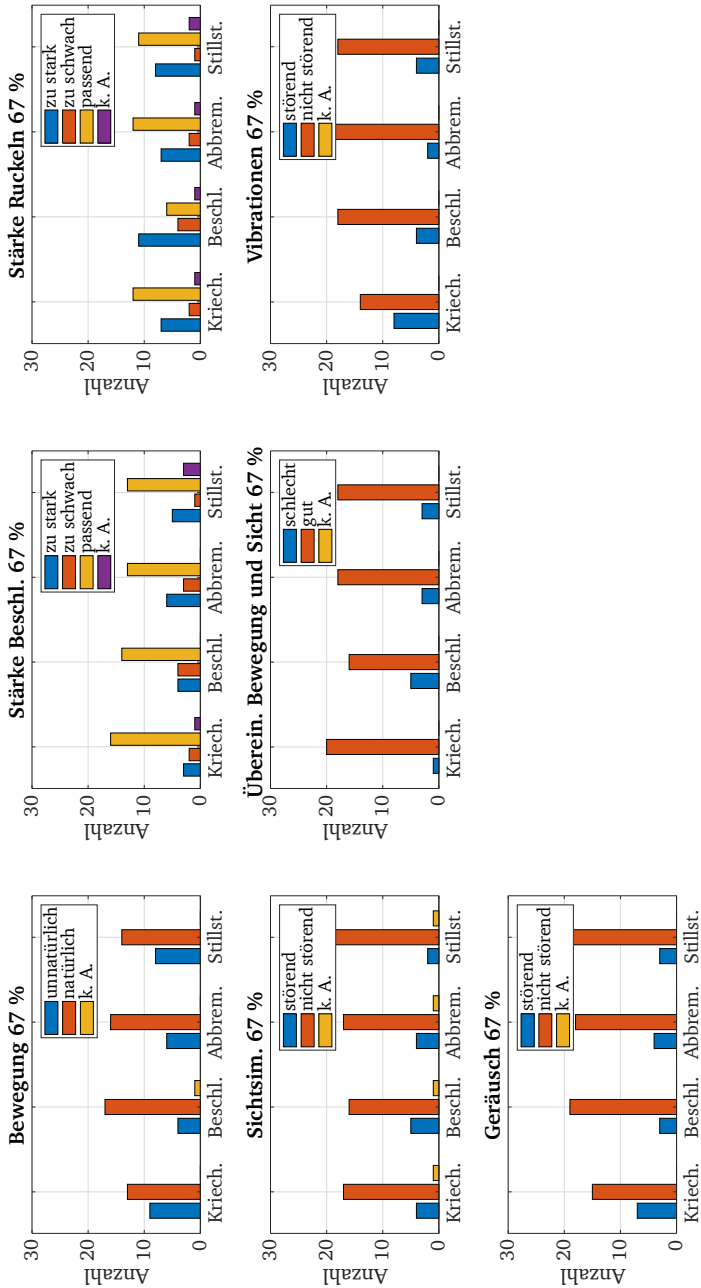 Bewegung 67 %
Anzahl
30
20
10
0
Kriech. Beschl. Abbrem. Stillst.
unnatürlich
natürlich
k. A.
Stärke Beschl. 67 %
Anzahl
30
20
10
0
Kriech. Beschl. Abbrem. Stillst.
zu stark
zu schwach
passend
k. A.
Stärke Ruckeln 67 %
Anzahl
30
20
10
0
Kriech. Beschl. Abbrem. Stillst.
zu stark
zu schwach
passend
k. A.
Sichtsim. 67 %
Anzahl
30
20
10
0
Kriech. Beschl. Abbrem. Stillst.
störend
nicht störend
k. A.
Überein. Bewegung und Sicht 67 %
Anzahl
30
20
10
0
Kriech. Beschl. Abbrem. Stillst.
schlecht
gut
k. A.
Vibrationen 67 %
Anzahl
30
20
10
0
Kriech. Beschl. Abbrem. Stillst.
störend
nicht störend
k. A.
Geräusch 67 %
Anzahl
30
20
10
0
Kriech. Beschl. Abbrem. Stillst.
störend
nicht störend
k. A.